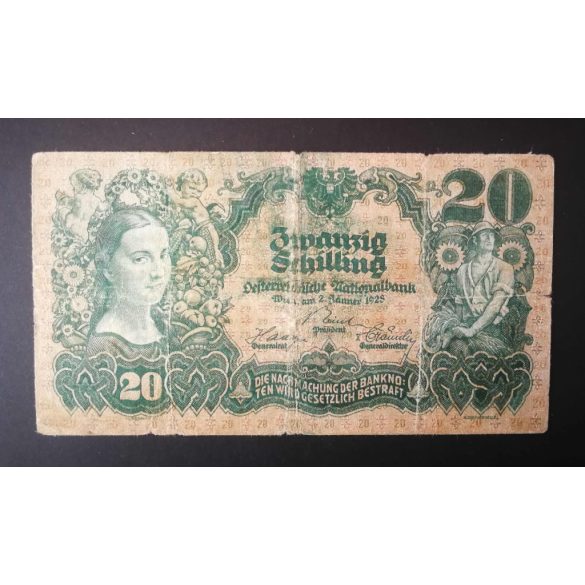 20
Zwanzig
Schilling
Oesterreichische Nationalbank
Wien, am 2. Jänner 1925
Präsident
Generalrat
Generaldirektor
20
DIE NACHMACHUNG DER BANKNO-
TEN WIRD GESETZLICH BESTRAFT